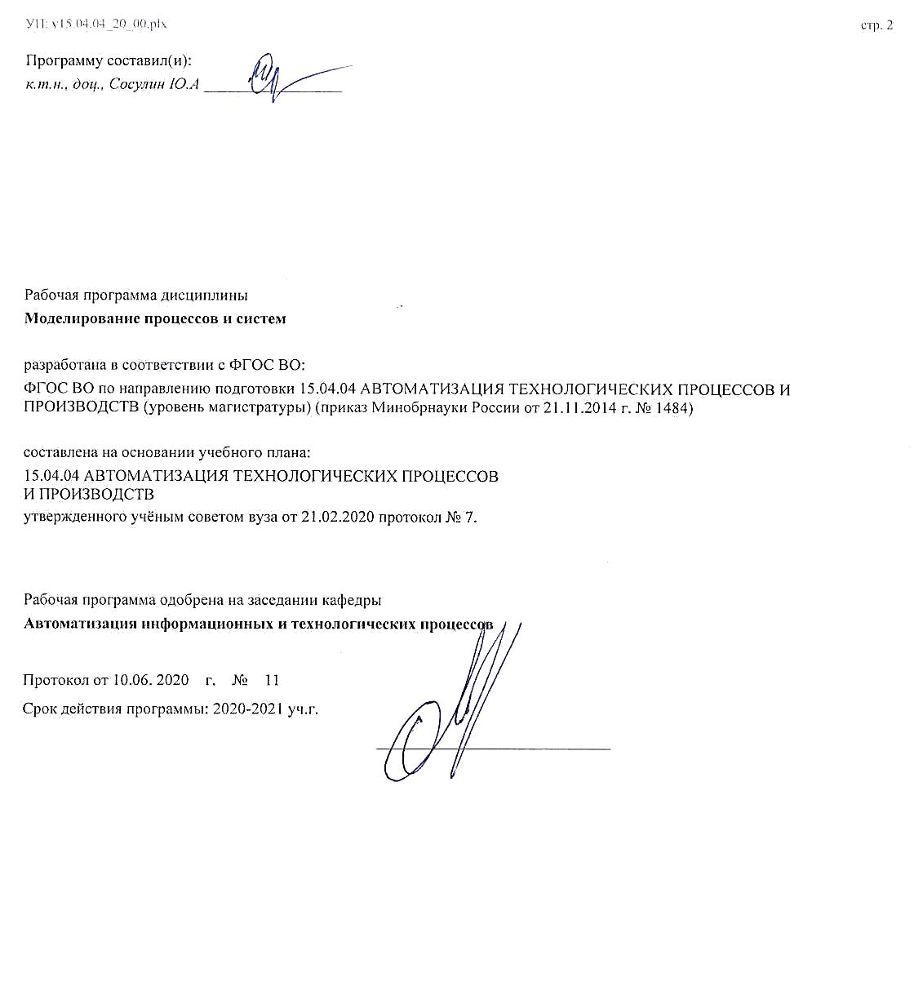 УП: v15.04.04_20_00.plx стр. 2
Программу составил(и):
к.т.н., доц., Сосулин Ю.А
Рабочая программа дисциплины
Моделирование процессов и систем
разработана в соответствии с ФГОС ВО:
ФГОС ВО по направлению подготовки 15.04.04 АВТОМАТИЗАЦИЯ ТЕХНОЛОГИЧЕСКИХ ПРОЦЕССОВ И
ПРОИЗВОДСТВ (уровень магистратуры) (приказ Минобрнауки России от 21.11.2014 г. № 1484)
составлена на основании учебного плана:
15.04.04 АВТОМАТИЗАЦИЯ ТЕХНОЛОГИЧЕСКИХ ПРОЦЕССОВ
И ПРОИЗВОДСТВ
утвержденного учёным советом вуза от 21.02.2020 протокол № 7.
Рабочая программа одобрена на заседании кафедры
Автоматизация информационных и технологических процессов
Протокол от 10.06. 2020 г. № 11
Срок действия программы: 2020-2021 уч.г.